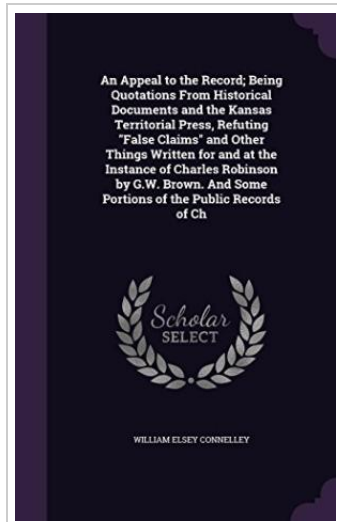 An Appeal to the Record; Being
Quotations From Historical
Documents and the Kansas
Territorial Press, Refuting
"False Claims" and Other
Things Written for and at the
Instance of Charles Robinson
by G.W. Brown. And Some
Portions of the Public Records
of Ch
Scholar
SELECT
WILLIAM ELSEY CONNELLEY